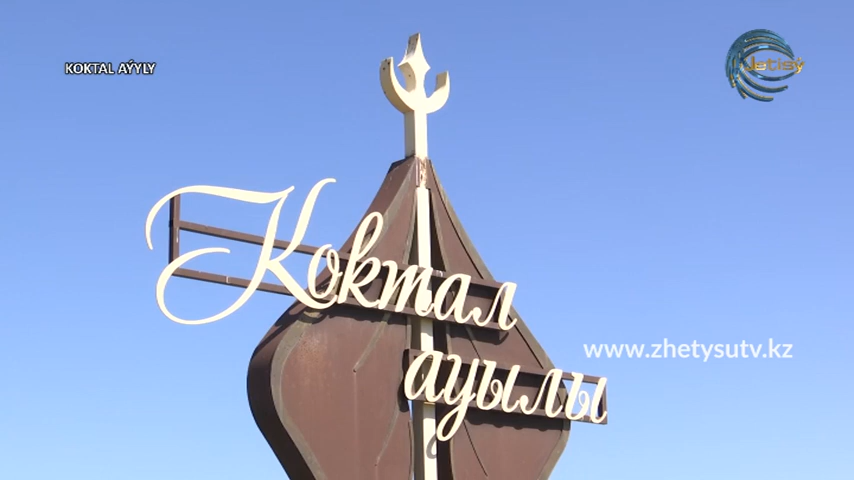 KOKTAL AÝYLY
Jetisý
Коктал
ауылы
www.zhetysutv.kz